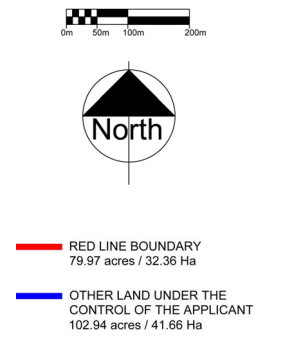 0m 50m 100m 200m
North
RED LINE BOUNDARY
79.97 acres / 32.36 Ha
OTHER LAND UNDER THE
CONTROL OF THE APPLICANT
102.94 acres / 41.66 Ha